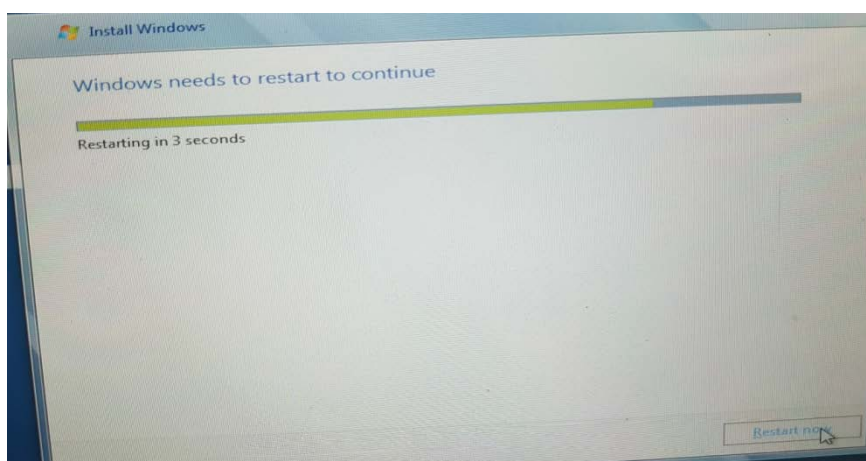 Install Windows
Windows needs to restart to continue
Restarting in 3 seconds
Restart now